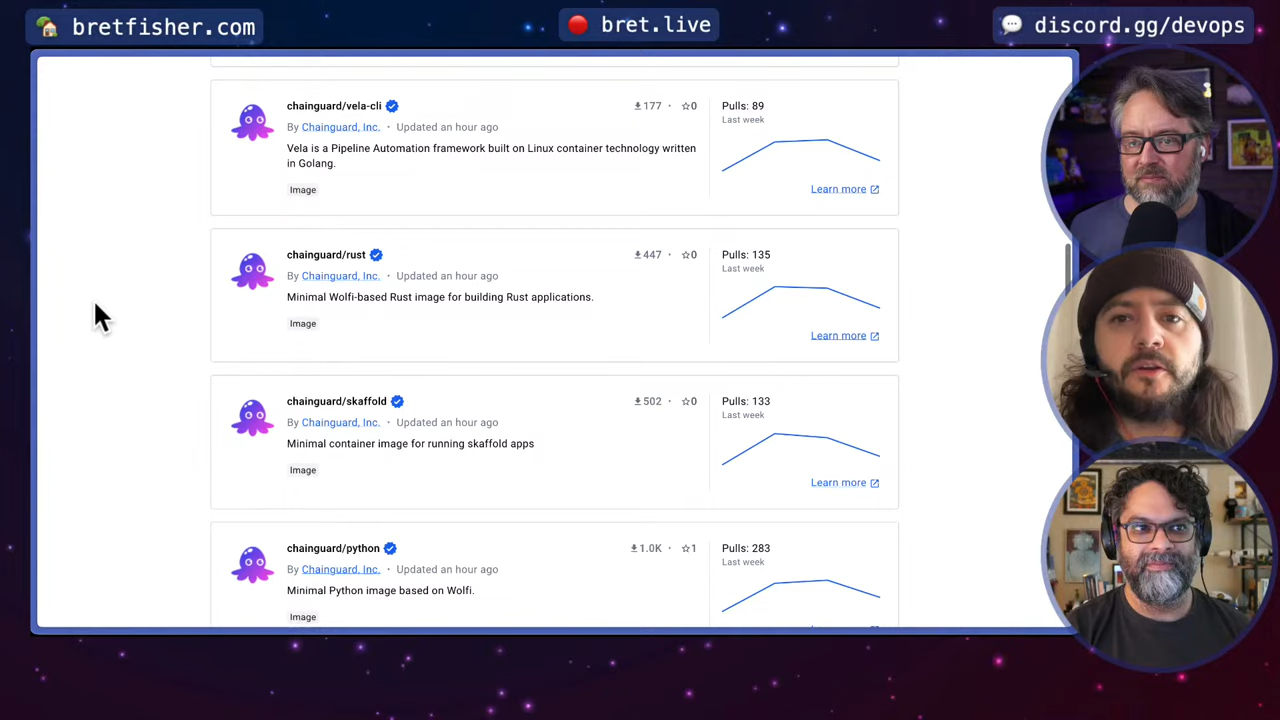 bretfisher.com
bret.live
discord.gg/devops
chainguard/vela-cli
177 · ☆0
Pulls: 89
By Chainguard, Inc. · Updated an hour ago
Last week
Vela is a Pipeline Automation framework built on Linux container technology written
in Golang.
Image
Learn more
chainguard/rust
447 · ☆0
Pulls: 135
By Chainguard, Inc. · Updated an hour ago
Last week
Minimal Wolfi-based Rust image for building Rust applications.
Image
Learn more
chainguard/skaffold
502 · ☆0
Pulls: 133
By Chainguard, Inc. · Updated an hour ago
Last week
Minimal container image for running skaffold apps
Image
Learn more
chainguard/python
1.0K · ☆1
Pulls: 283
By Chainguard, Inc. · Updated an hour ago
Last week
Minimal Python image based on Wolfi.
Image